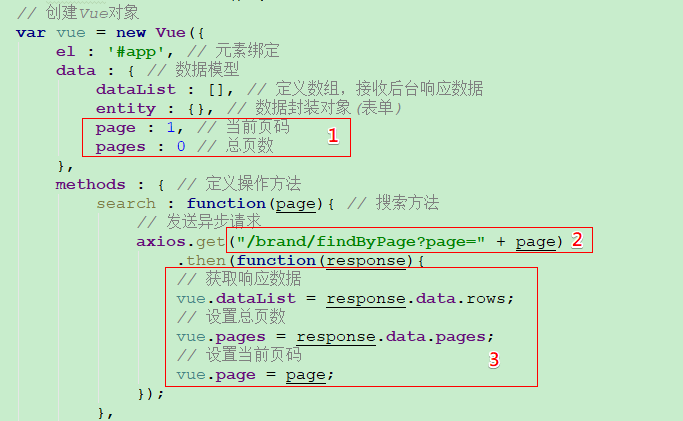 // 创建Vue对象
var vue = new Vue({
el : '#app', // 元素绑定
data : { // 数据模型
dataList : [], // 定义数组，接收后台响应数据
entity : {}, // 数据封装对象(表单)
page : 1, // 当前页码
1
pages : 0 // 总页数
},
methods : { // 定义操作方法
search : function(page){ // 搜索方法
// 发送异步请求
axios.get("/brand/findByPage?page=" + page) 2
.then(function(response){
// 获取响应数据
vue.dataList = response.data.rows;
// 设置总页数
vue.pages = response.data.pages;
3
// 设置当前页码
vue.page = page;
});
},